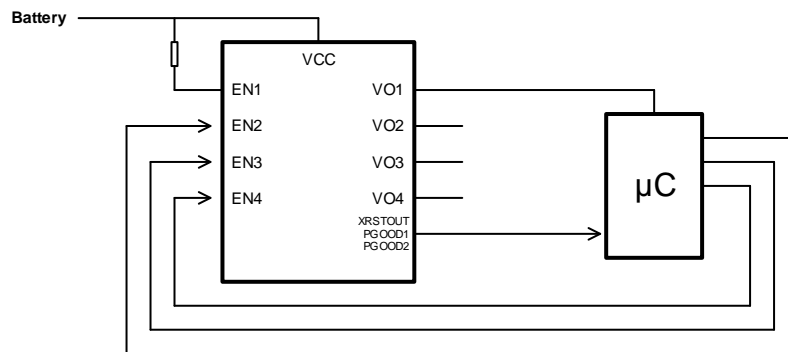 Battery
VCC
EN1 VO1
EN2 VO2
EN3 VO3
EN4 VO4
XRSTOUT
PGOOD1
PGOOD2
µC